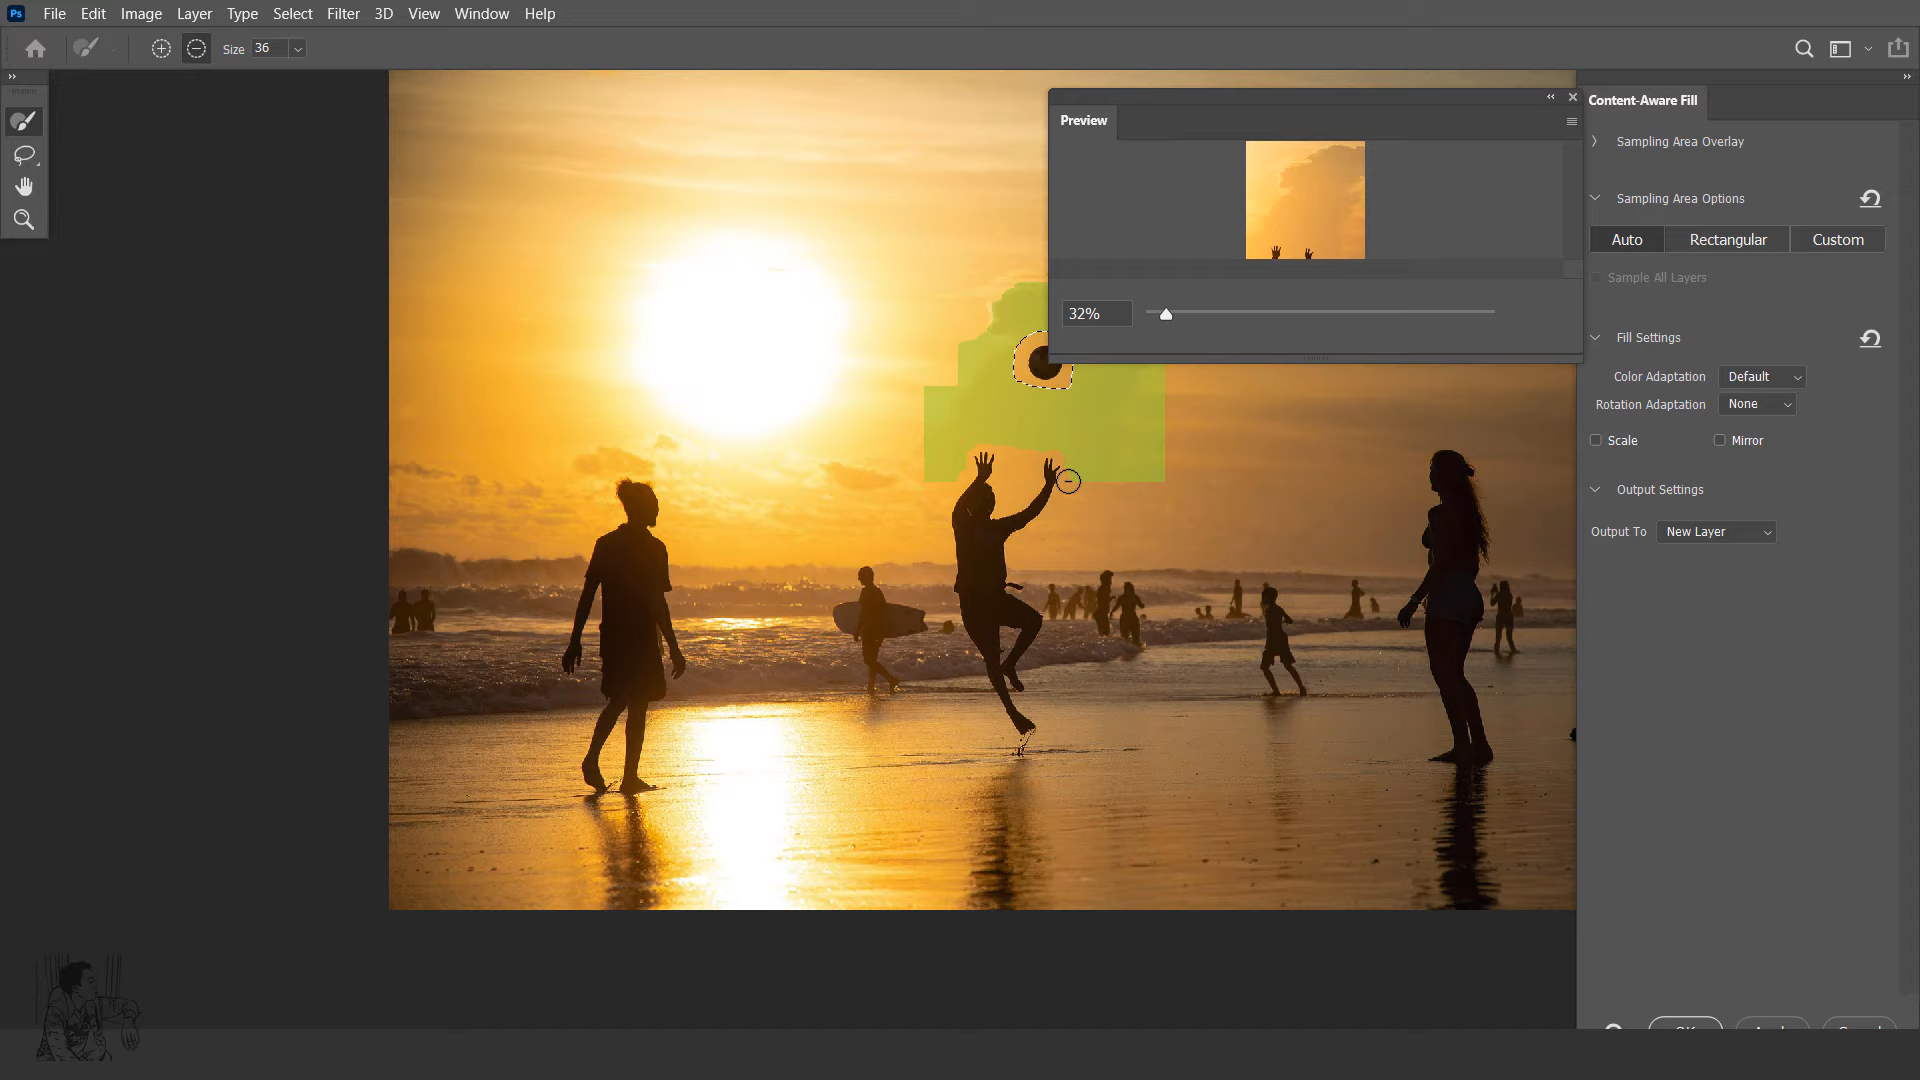 Ps File Edit Image Layer Type Select Filter 3D View Window Help
Size 36
Preview
32%
Content-Aware Fill
Sampling Area Overlay
Sampling Area Options
Auto Rectangular Custom
Sample All Layers
Fill Settings
Color Adaptation Default
Rotation Adaptation None
Scale Mirror
Output Settings
Output To New Layer